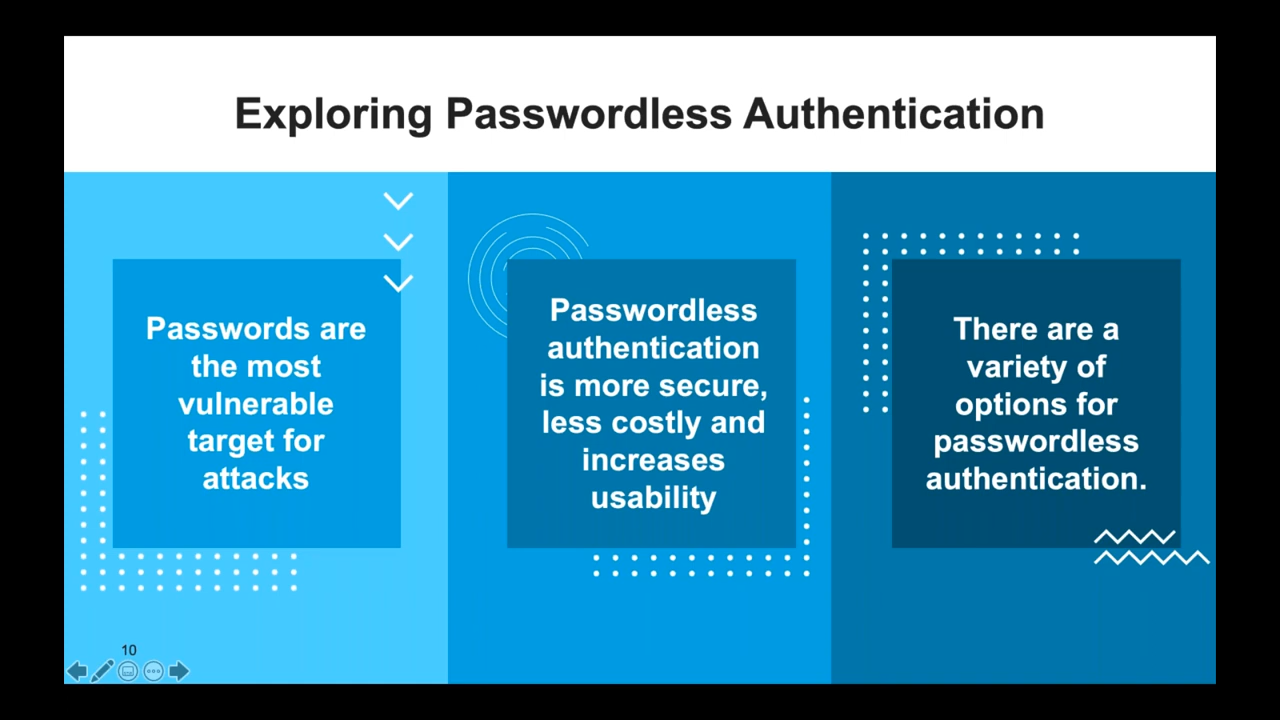 Exploring Passwordless Authentication
Passwords are
the most
vulnerable
target for
attacks
Passwordless
authentication
is more secure,
less costly and
increases
usability
There are a
variety of
options for
passwordless
authentication.
10